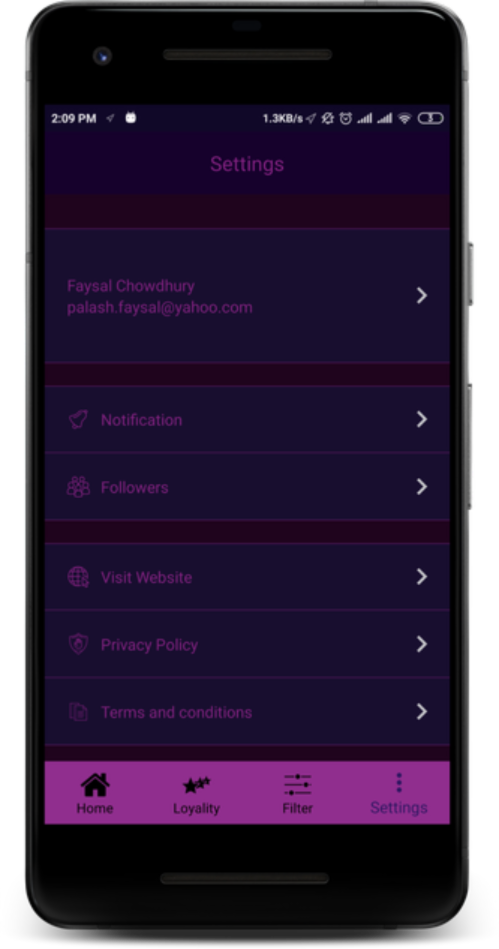 2:09 PM 1.3KB/s 3
Settings
Faysal Chowdhury
palash.faysal@yahoo.com
Notification
Followers
Visit Website
Privacy Policy
Terms and conditions
Home Loyality Filter Settings